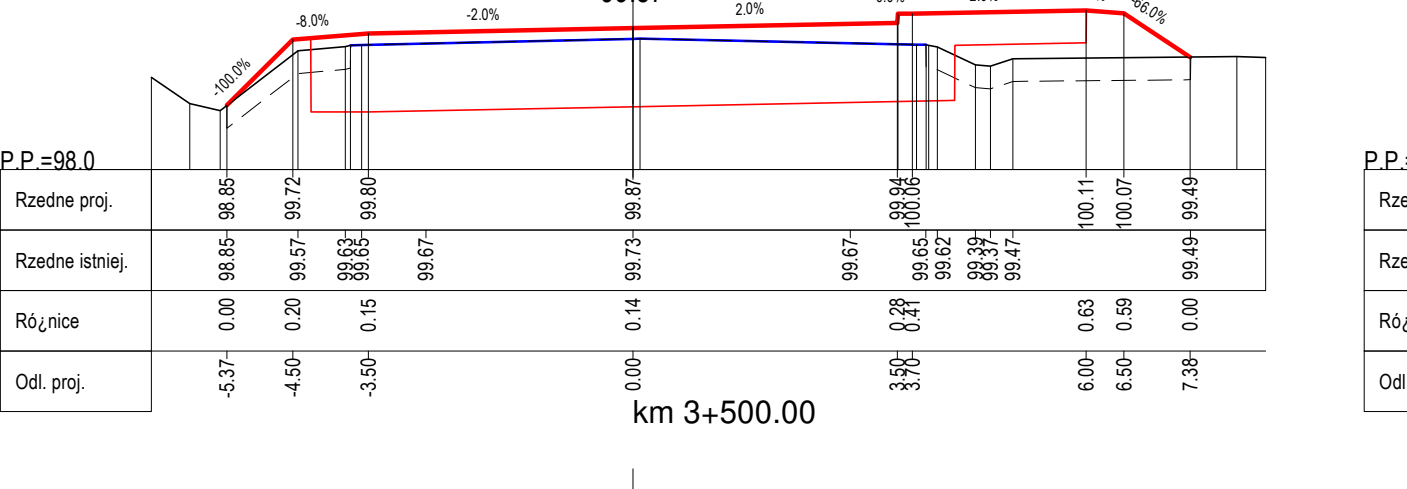 -100.0% -8.0% -2.0% 2.0% -66.0%
P.P.=98.0
Rzedne proj. 98.85 99.72 99.80 99.87 99.94 100.06 100.11 100.07 99.49
Rzedne istniej. 98.85 99.57 99.63 99.65 99.67 99.73 99.67 99.65 99.62 99.39 99.37 99.47 99.49
Ró¿nice 0.00 0.20 0.15 0.14 0.28 0.41 0.63 0.59 0.00
Odl. proj. -5.37 -4.50 -3.50 0.00 3.50 3.70 6.00 6.50 7.38
km 3+500.00